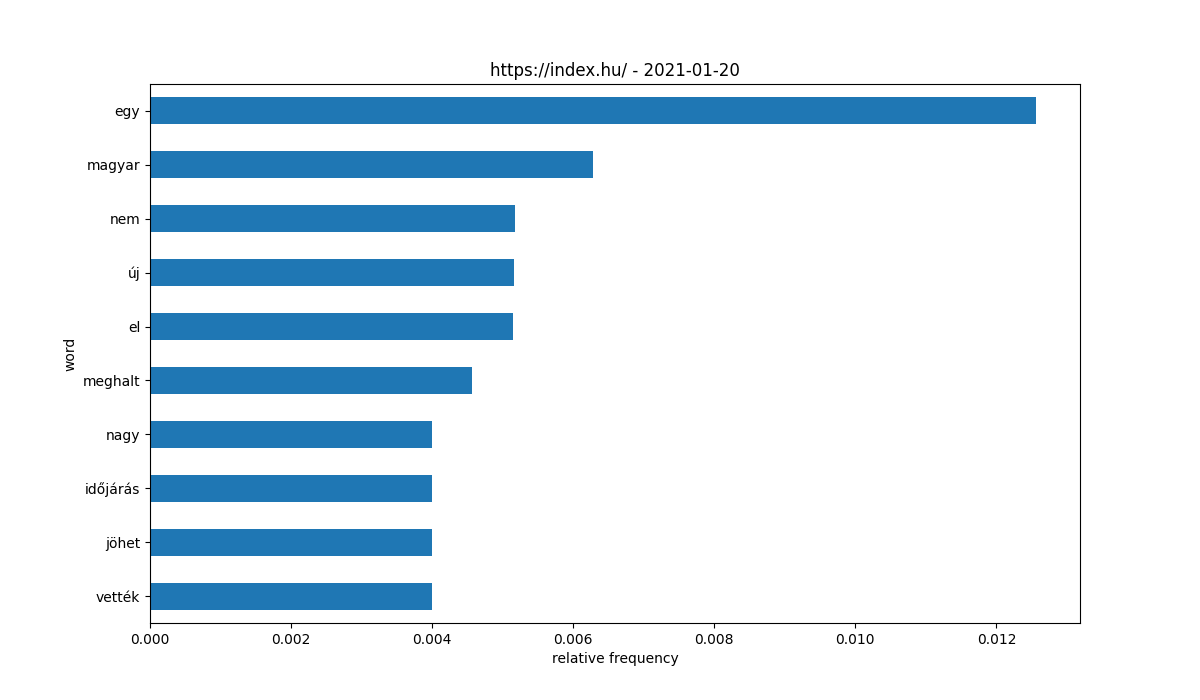 https://index.hu/ - 2021-01-20
egy
magyar
nem
új
el
meghalt
nagy
időjárás
jöhet
vették
word
0.000 0.002 0.004 0.006 0.008 0.010 0.012
relative frequency